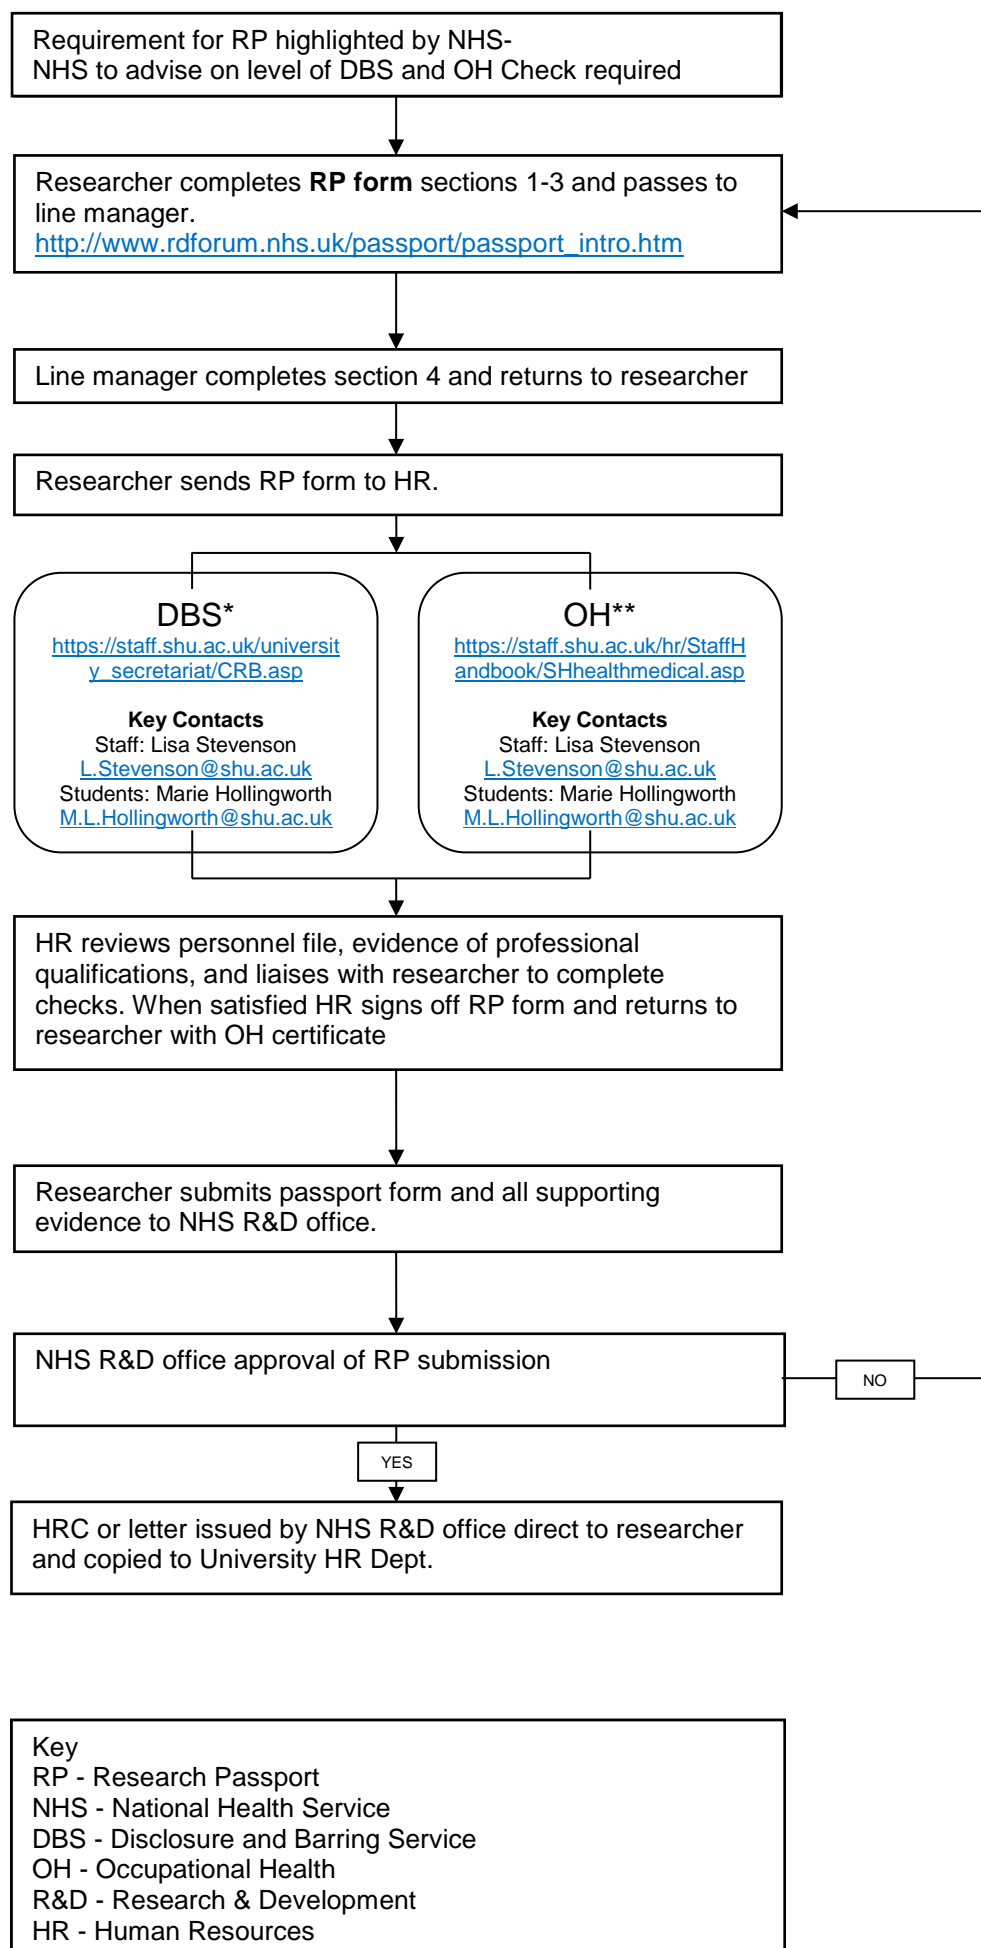 Requirement for RP highlighted by NHS-
NHS to advise on level of DBS and OH Check required
Researcher completes RP form sections 1-3 and passes to
line manager.
http://www.rdforum.nhs.uk/passport/passport_intro.htm
Line manager completes section 4 and returns to researcher
Researcher sends RP form to HR.
DBS*
https://staff.shu.ac.uk/universit
y_secretariat/CRB.asp
Key Contacts
Staff: Lisa Stevenson
L.Stevenson@shu.ac.uk
Students: Marie Hollingworth
M.L.Hollingworth@shu.ac.uk
OH**
https://staff.shu.ac.uk/hr/StaffH
andbook/SHhealthmedical.asp
Key Contacts
Staff: Lisa Stevenson
L.Stevenson@shu.ac.uk
Students: Marie Hollingworth
M.L.Hollingworth@shu.ac.uk
HR reviews personnel file, evidence of professional
qualifications, and liaises with researcher to complete
checks. When satisfied HR signs off RP form and returns to
researcher with OH certificate
Researcher submits passport form and all supporting
evidence to NHS R&D office.
NHS R&D office approval of RP submission
NO
YES
HRC or letter issued by NHS R&D office direct to researcher
and copied to University HR Dept.
Key
RP - Research Passport
NHS - National Health Service
DBS - Disclosure and Barring Service
OH - Occupational Health
R&D - Research & Development
HR - Human Resources